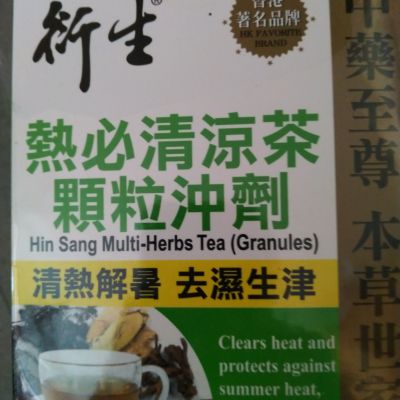 衍生®
香港
著名品牌
HK FAVORITE
BRAND
熱必清涼茶
顆粒沖劑
Hin Sang Multi-Herbs Tea (Granules)
清熱解暑 去濕生津
Clears heat and
protects against
summer heat,
中藥至尊 本草世家